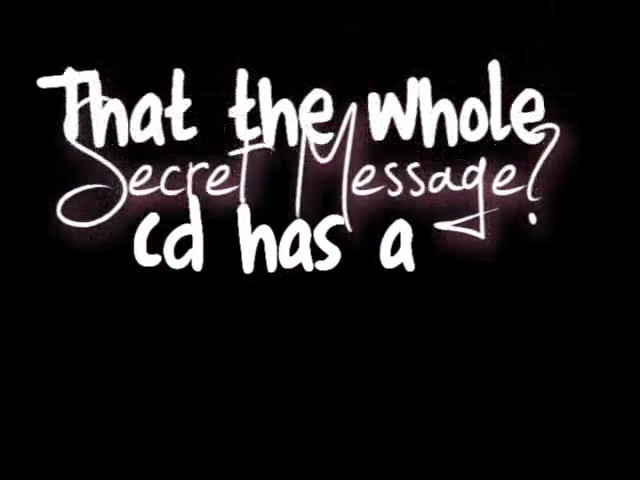 That the whole
Secret Message?
cd has a